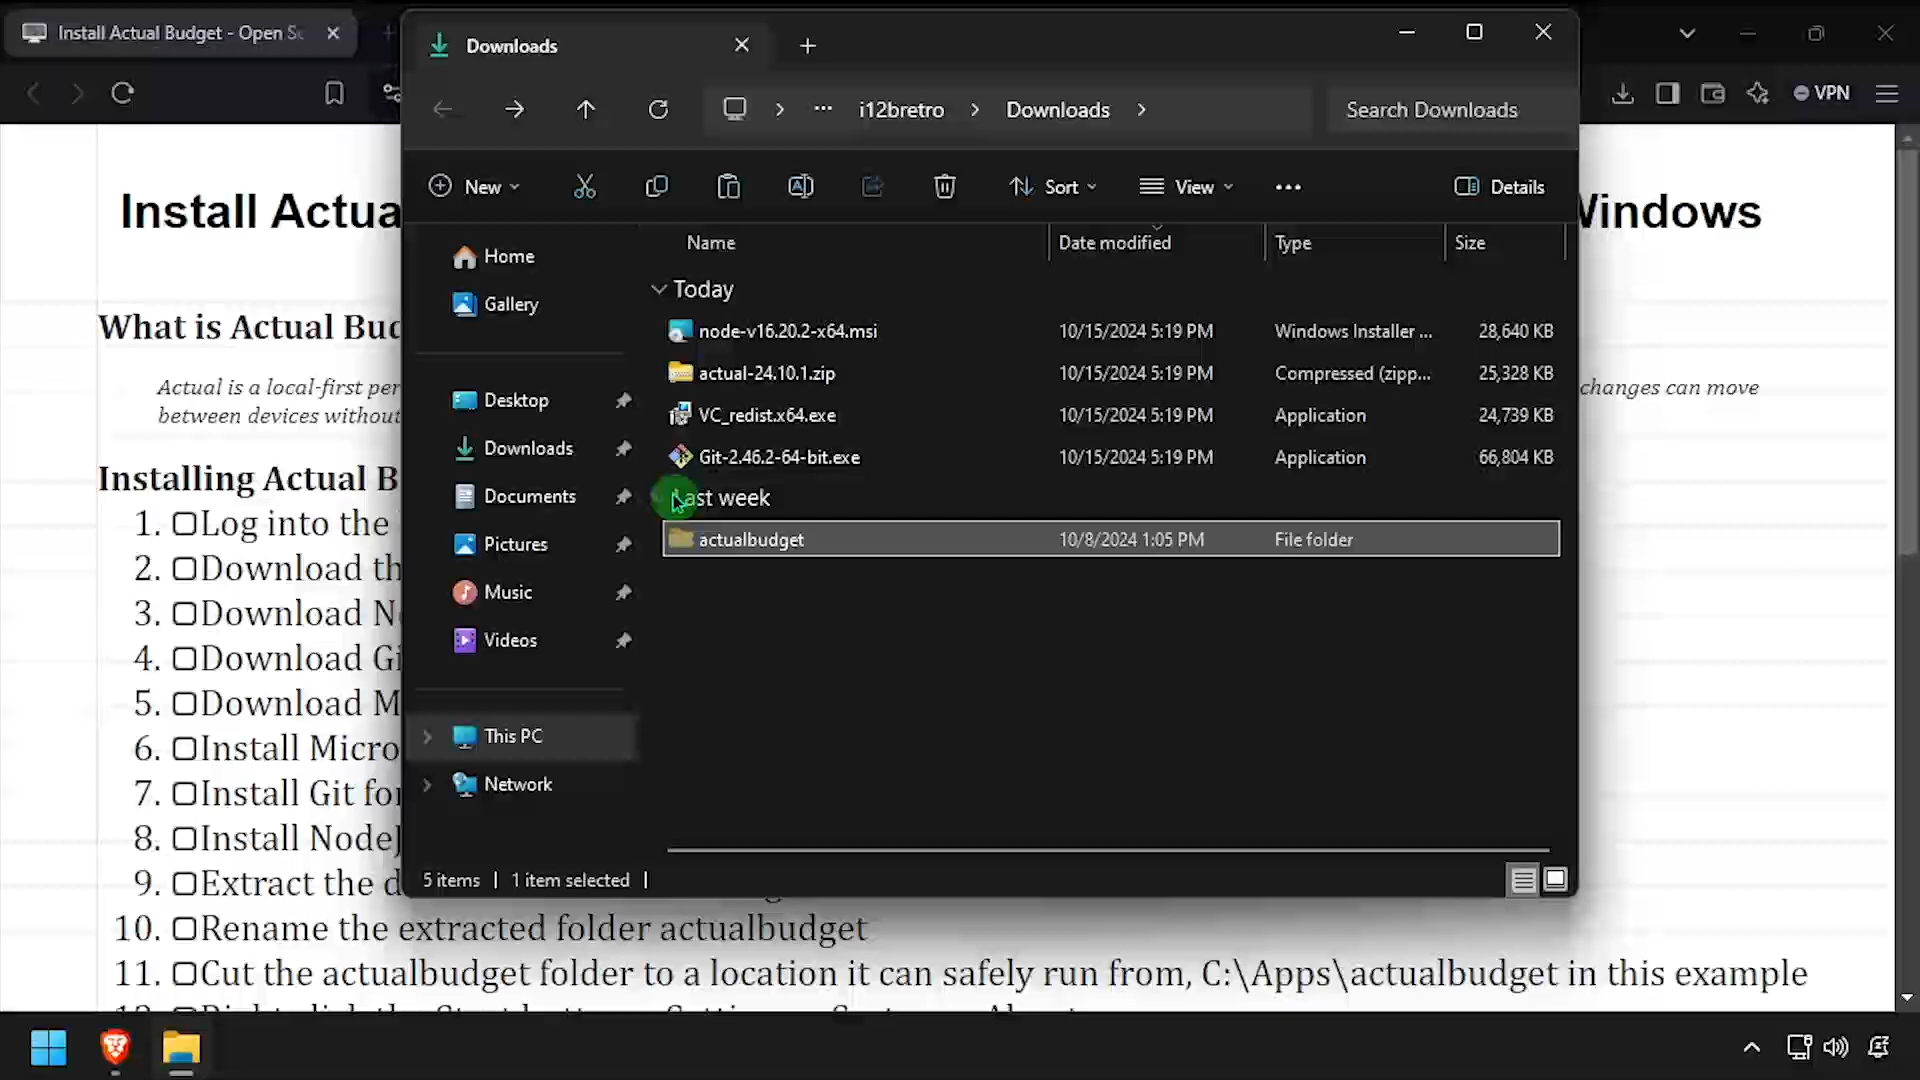 Install Actual Budget - Open Sc
Downloads
i12bretro
Downloads
Search Downloads
VPN
New
Sort
View
Details
Install Actua
Windows
Name
Date modified
Type
Size
Home
Gallery
Today
What is Actual Bud
node-v16.20.2-x64.msi 10/15/2024 5:19 PM Windows Installer ... 28,640 KB
actual-24.10.1.zip 10/15/2024 5:19 PM Compressed (zipp... 25,328 KB
Actual is a local-first per
changes can move
between devices without
VC_redist.x64.exe 10/15/2024 5:19 PM Application 24,739 KB
Git-2.46.2-64-bit.exe 10/15/2024 5:19 PM Application 66,804 KB
Last week
actualbudget 10/8/2024 1:05 PM File folder
Desktop
Downloads
Documents
Pictures
Music
Videos
This PC
Network
Installing Actual B
1. Log into the
2. Download th
3. Download No
4. Download Gi
5. Download M
6. Install Micro
7. Install Git for
8. Install NodeJ
9. Extract the d
5 items
1 item selected
10. Rename the extracted folder actualbudget
11. Cut the actualbudget folder to a location it can safely run from, C:\Apps\actualbudget in this example